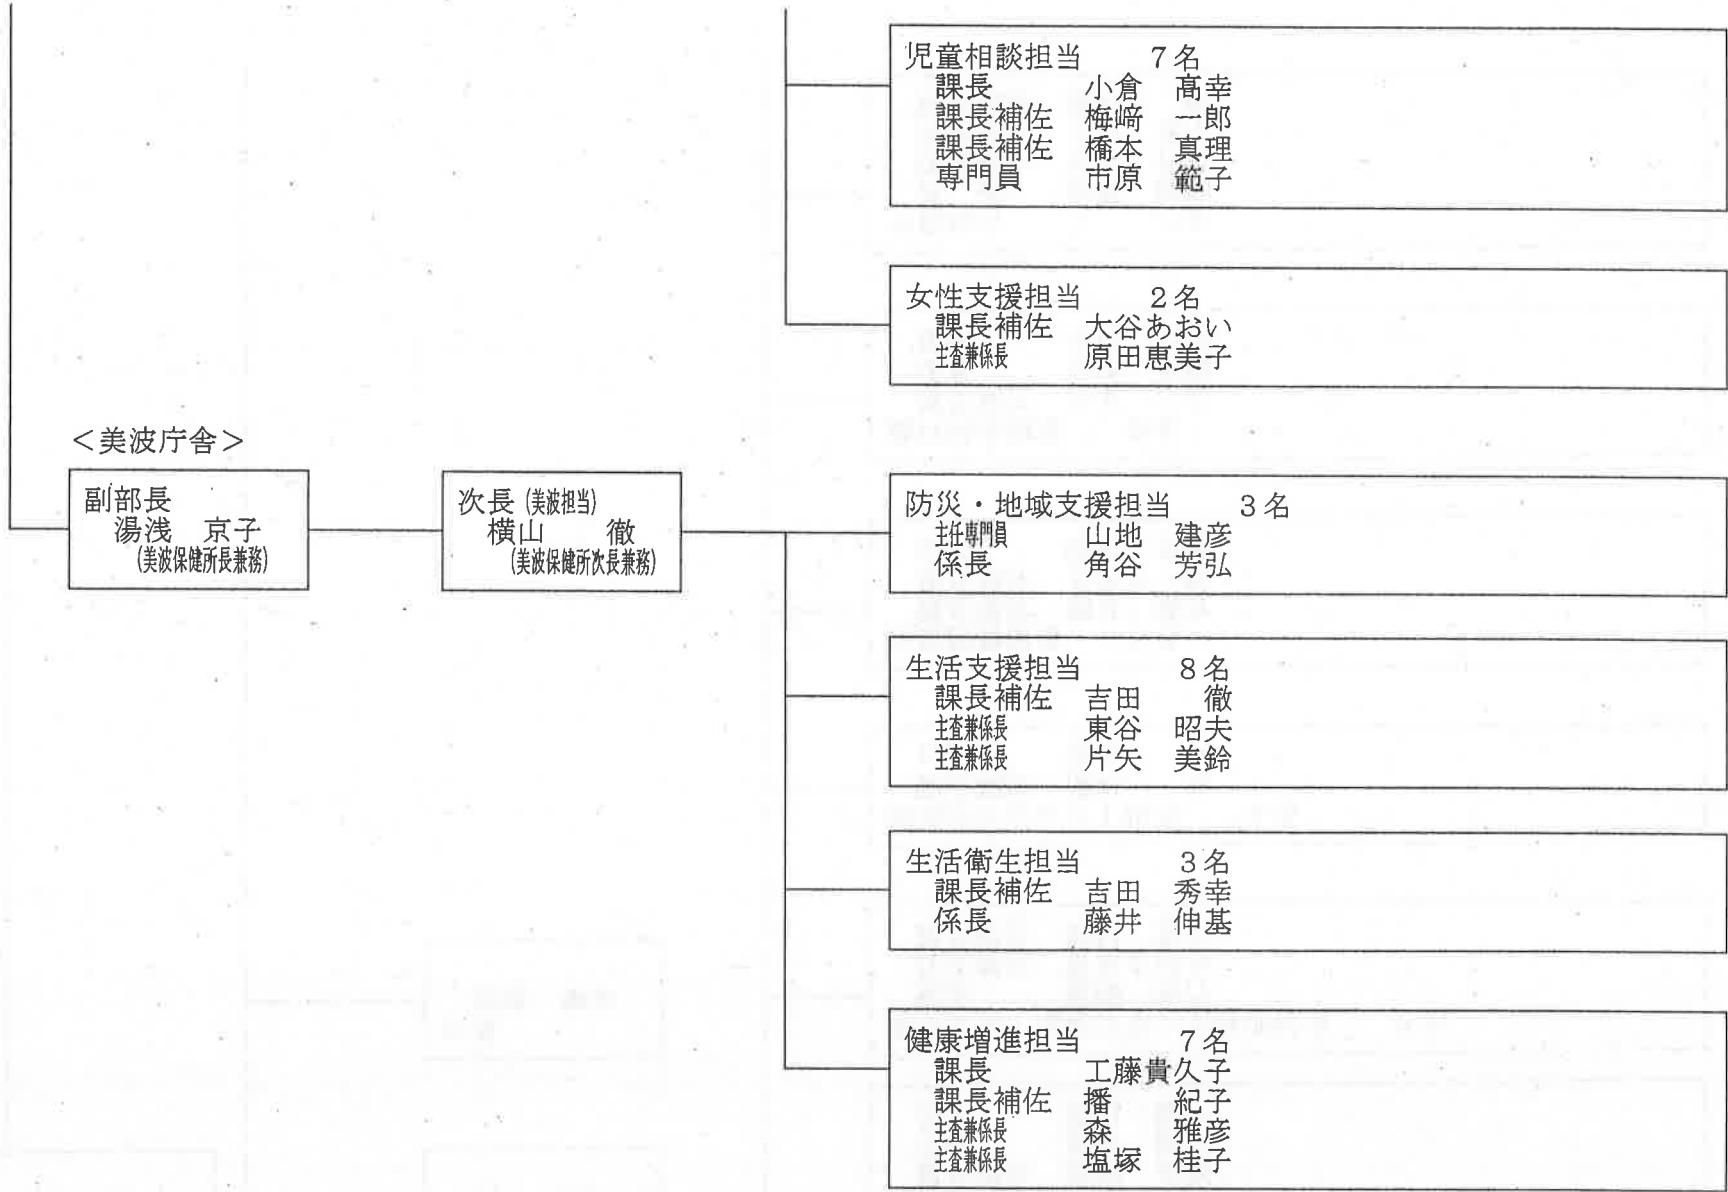 児童相談担当　　7名
課長　　　小倉　髙幸
課長補佐　梅﨑　一郎
課長補佐　橋本　真理
専門員　　市原　範子
女性支援担当　　2名
課長補佐　大谷あおい
主査兼係長　原田恵美子
＜美波庁舎＞
副部長
湯浅　京子
(美波保健所長兼務)
次長(美波担当)
横山　　徹
(美波保健所次長兼務)
防災・地域支援担当　　3名
主任専門員　山地　建彦
係長　　　角谷　芳弘
生活支援担当　　　8名
課長補佐　吉田　　徹
主査兼係長　東谷　昭夫
主査兼係長　片矢　美鈴
生活衛生担当　　　3名
課長補佐　吉田　秀幸
係長　　　藤井　伸基
健康増進担当　　　7名
課長　　　工藤貴久子
課長補佐　播　　紀子
主査兼係長　森　　雅彦
主査兼係長　塩塚　桂子